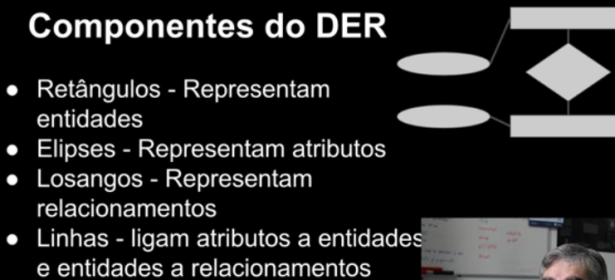 Componentes do DER
● Retângulos - Representam
entidades
● Elipses - Representam atributos
● Losangos - Representam
relacionamentos
● Linhas - ligam atributos a entidades
e entidades a relacionamentos